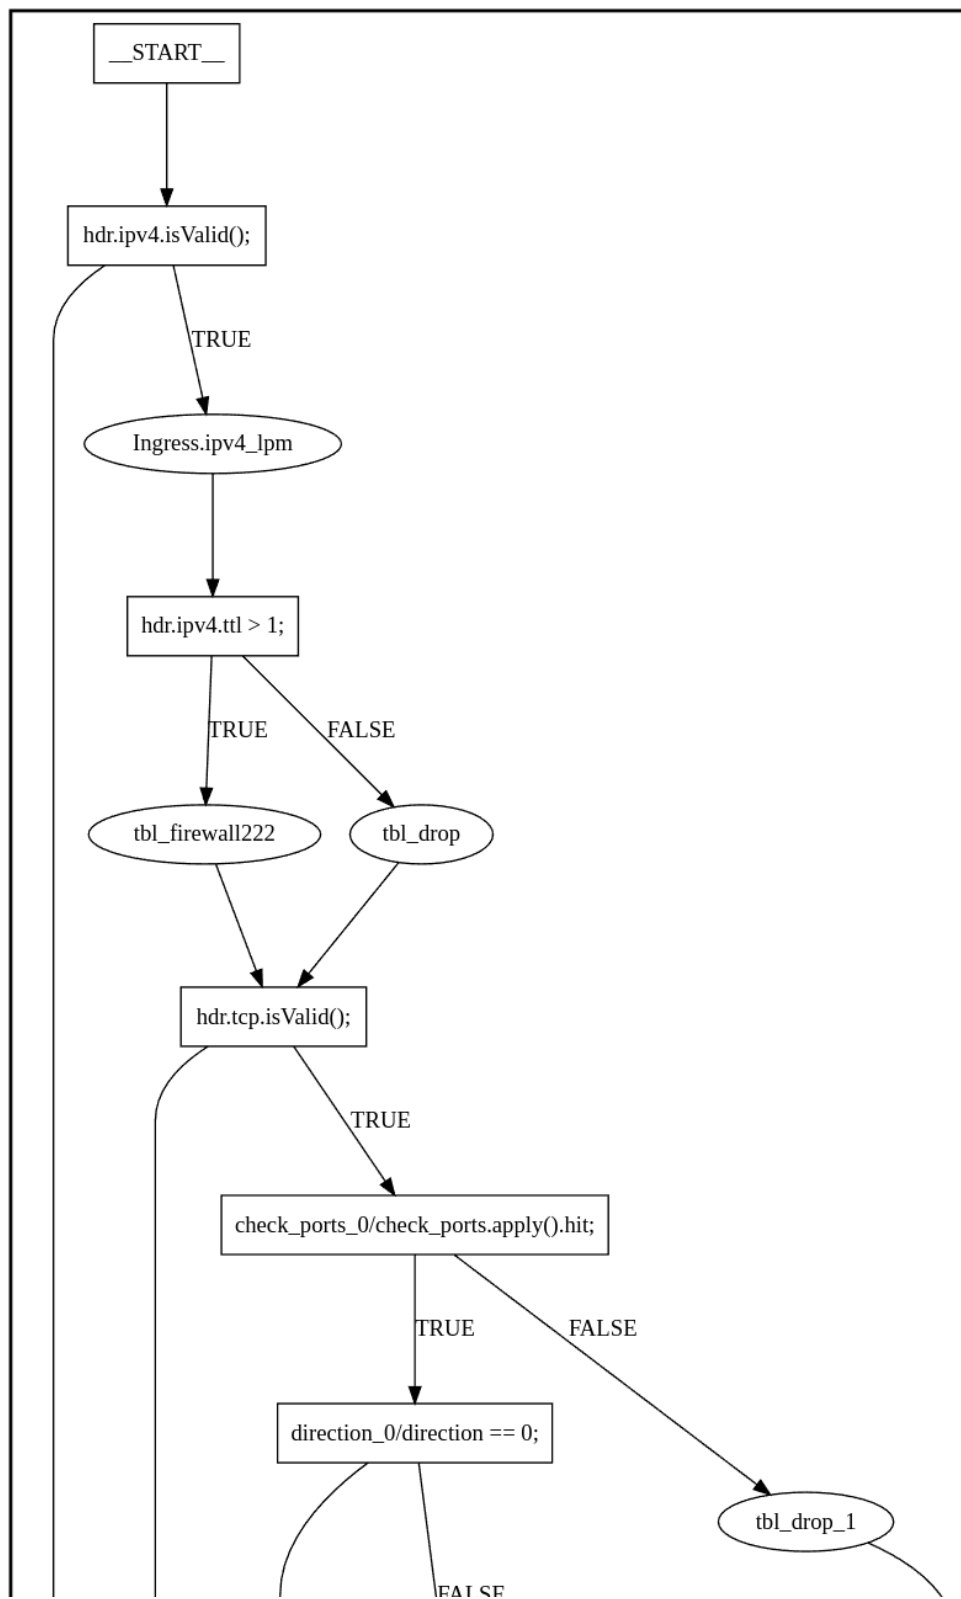 __START__
hdr.ipv4.isValid();
TRUE
Ingress.ipv4_lpm
hdr.ipv4.ttl > 1;
TRUE
FALSE
tbl_firewall222
tbl_drop
hdr.tcp.isValid();
TRUE
check_ports_0/check_ports.apply().hit;
TRUE
FALSE
direction_0/direction == 0;
tbl_drop_1
FALSE